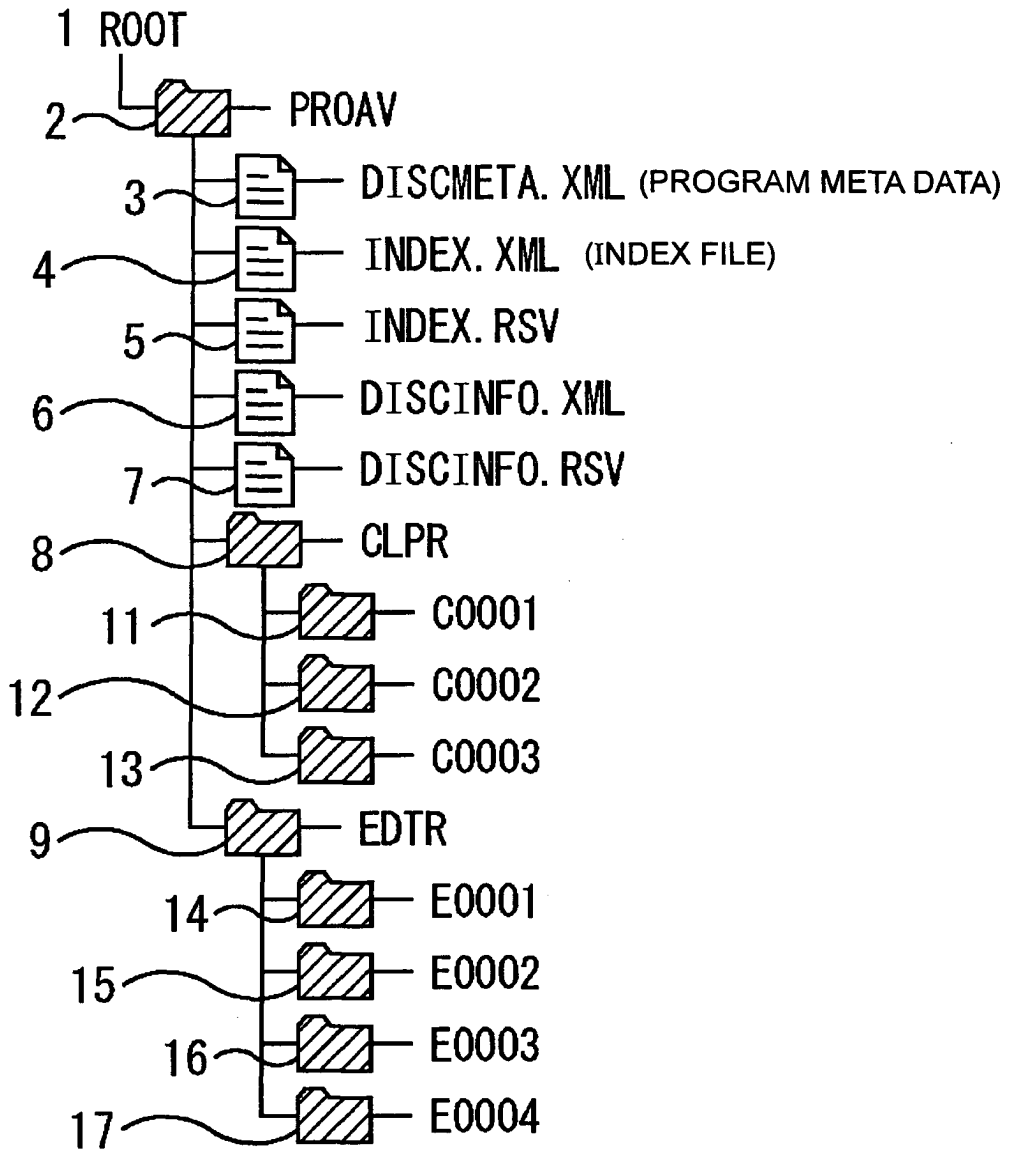 1 ROOT
2 PROAV
3 DISCMETA.XML (PROGRAM META DATA)
4 INDEX.XML (INDEX FILE)
5 INDEX.RSV
6 DISCINFO.XML
7 DISCINFO.RSV
8 CLPR
11 C0001
12 C0002
13 C0003
9 EDTR
14 E0001
15 E0002
16 E0003
17 E0004